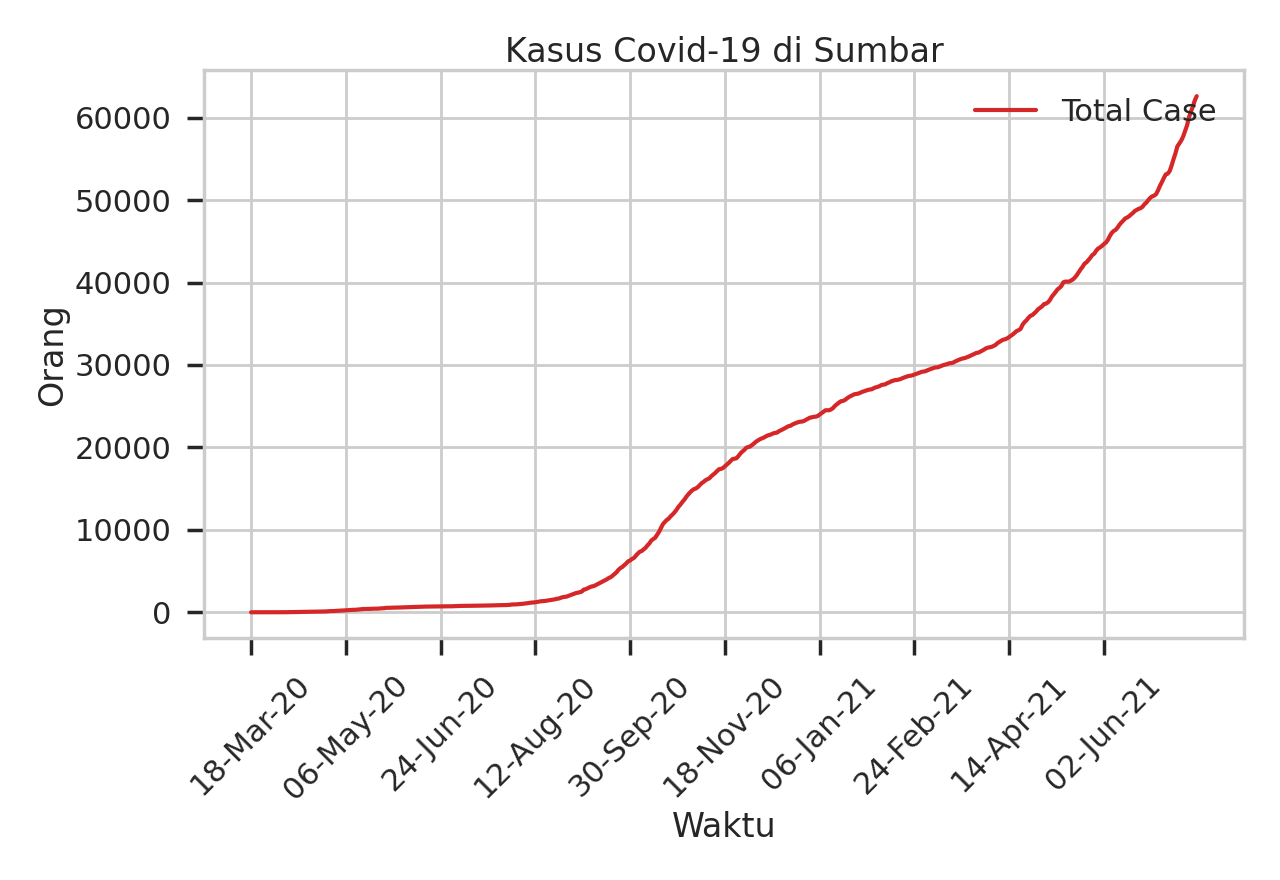 Kasus Covid-19 di Sumbar
Total Case
Orang
60000
50000
40000
30000
20000
10000
0
18-Mar-20
06-May-20
24-Jun-20
12-Aug-20
30-Sep-20
18-Nov-20
06-Jan-21
24-Feb-21
14-Apr-21
02-Jun-21
Waktu